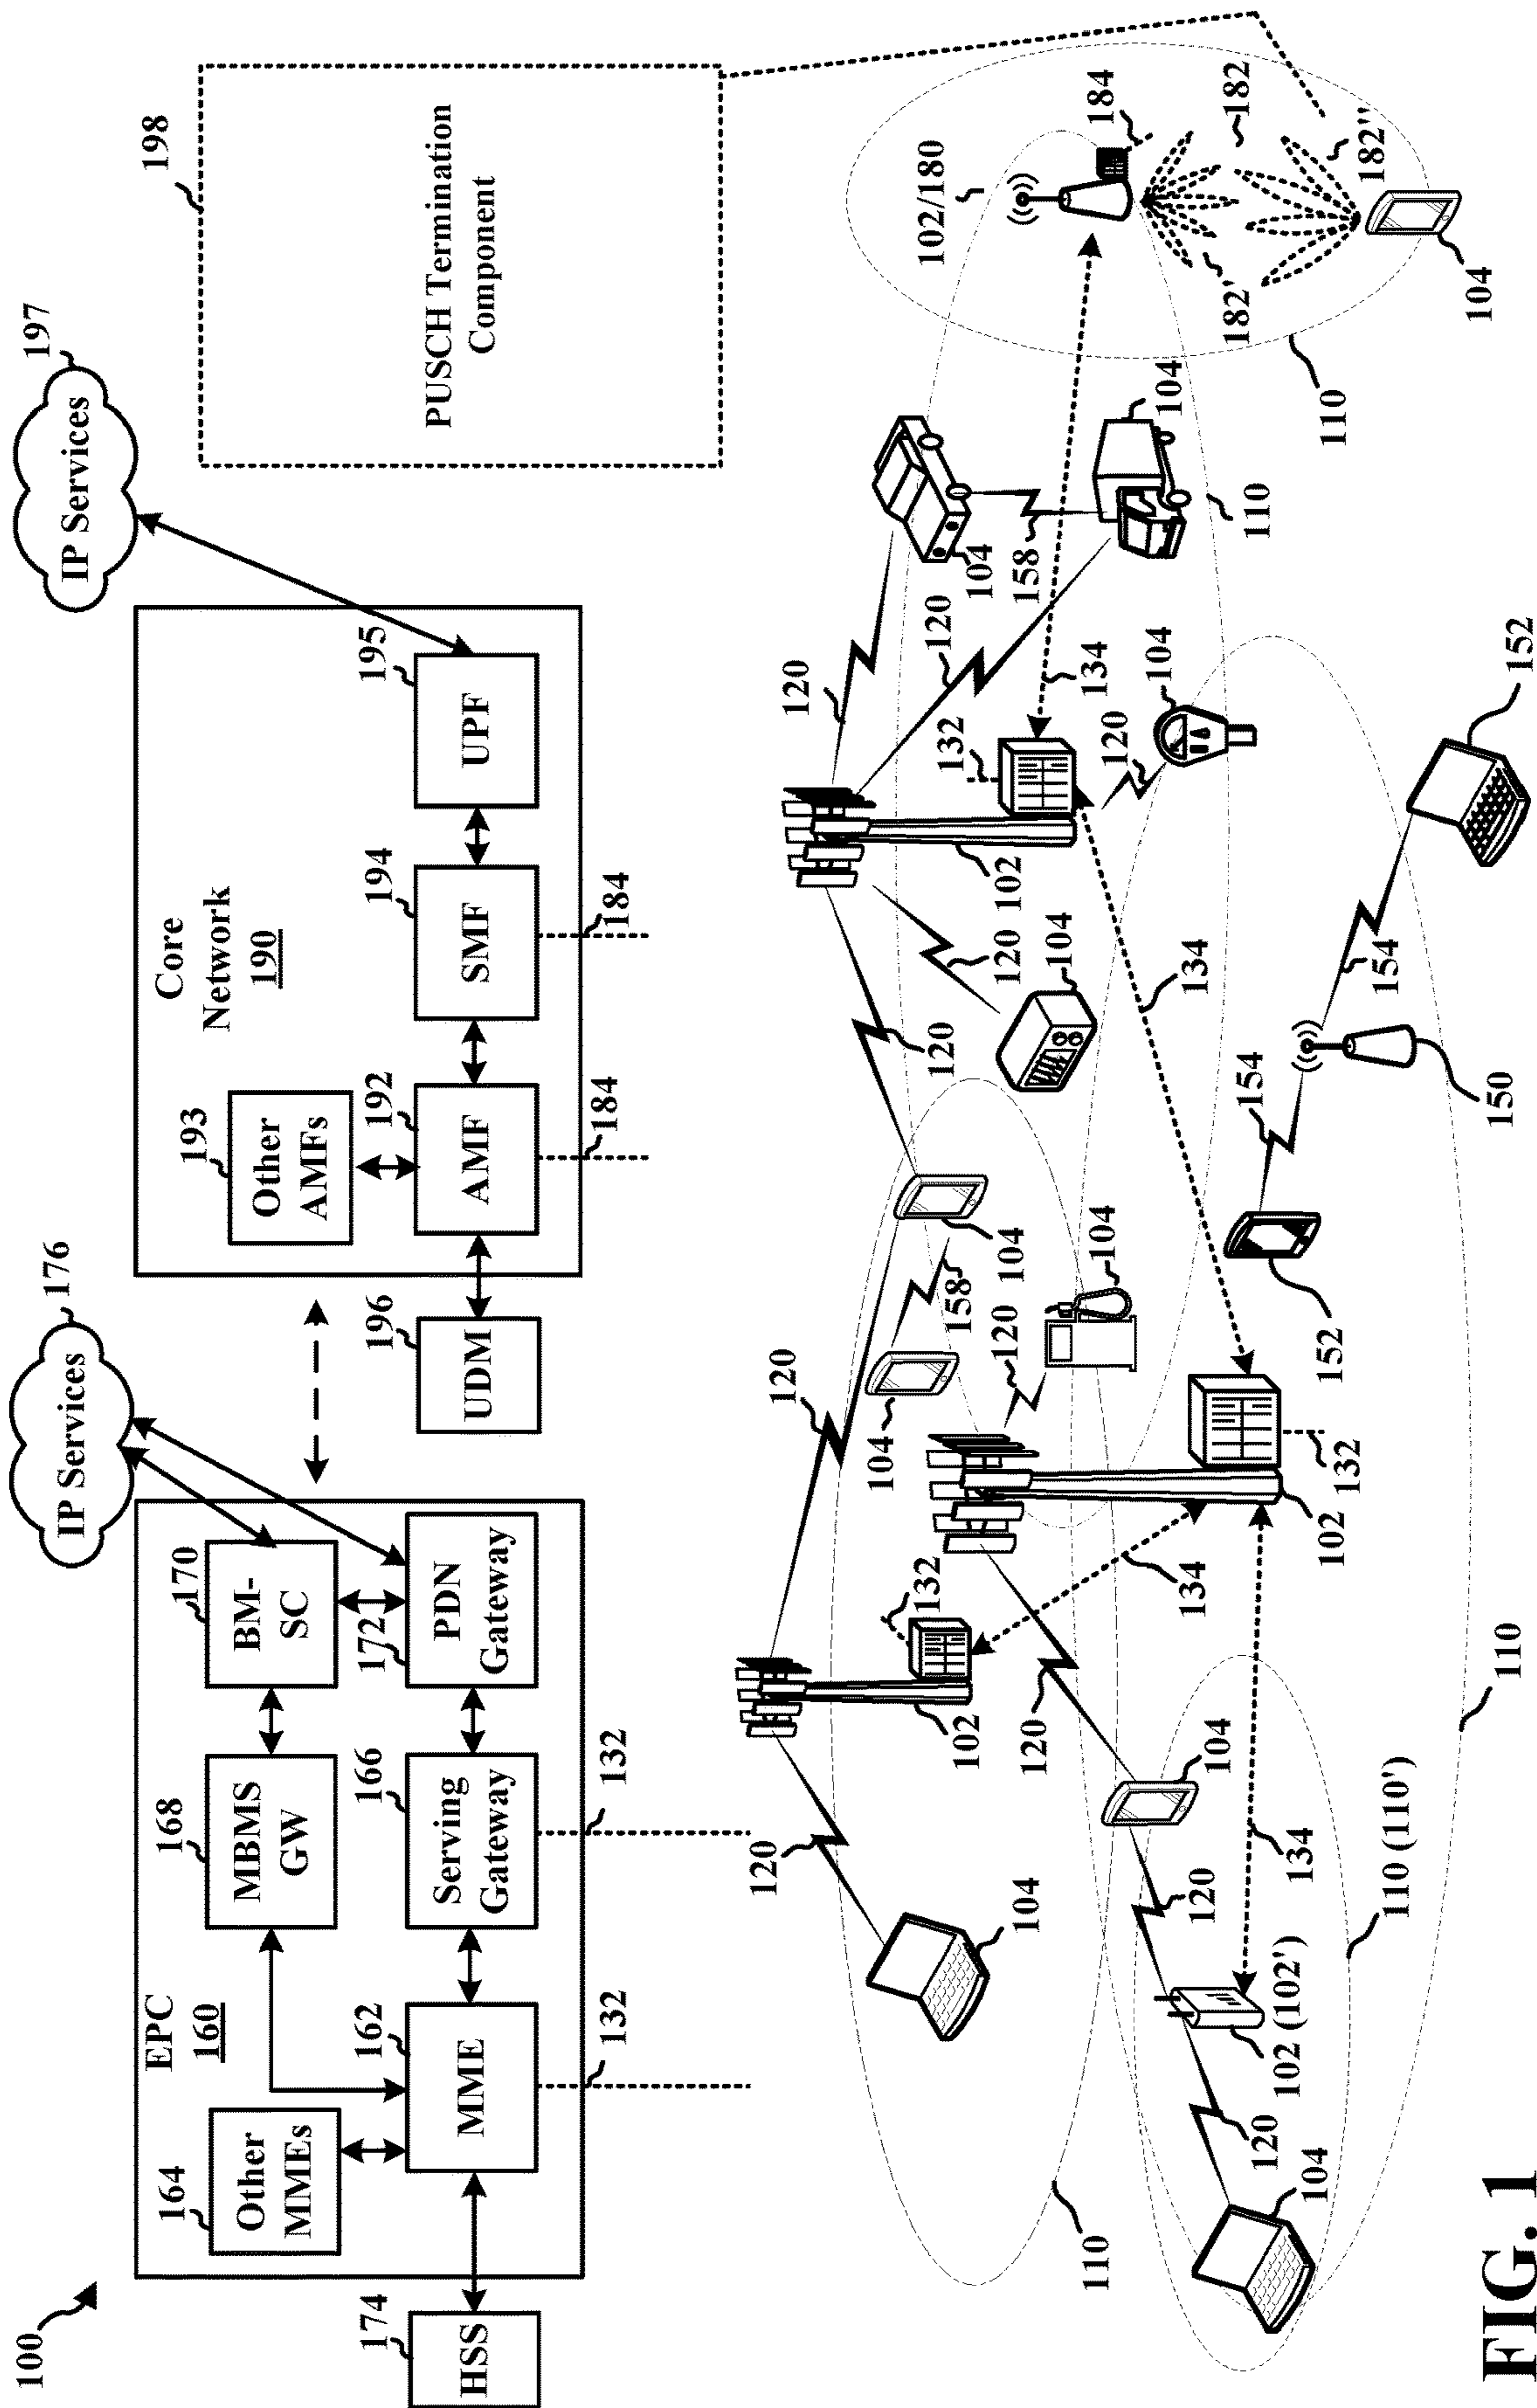 100
HSS
174
EPC
160
Other
MMEs
164
MME
162
132
MBMS
GW
168
Serving
Gateway
166
132
BM-
SC
170
PDN
Gateway
172
IP Services
176
UDM
196
Core
Network
190
Other
AMFs
193
AMF
192
184
SMF
194
184
UPF
195
IP Services
197
PUSCH Termination
Component
198
110
104
120
102
132
120
104
104
158
120
120
104
102
120
120
104
120
132
134
158
104
104
110
102/180
184
182
182'
182''
104
110
104
120
102 (102')
120
104
120
134
134
110 (110')
110
102
132
120
104
134
152
154
150
154
152
120
104
FIG. 1